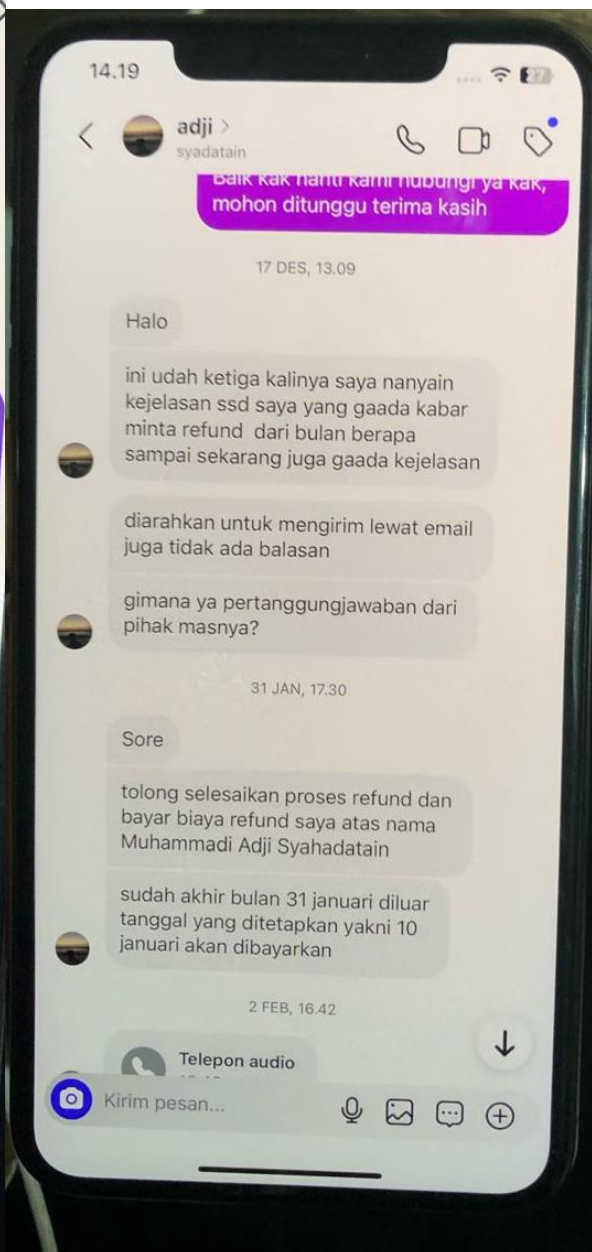 14.19
27
adji >
syadatain
Baik kak nanti kami hubungi ya kak,
mohon ditunggu terima kasih
17 DES, 13.09
Halo
ini udah ketiga kalinya saya nanyain
kejelasan ssd saya yang gaada kabar
minta refund dari bulan berapa
sampai sekarang juga gaada kejelasan
diarahkan untuk mengirim lewat email
juga tidak ada balasan
gimana ya pertanggungjawaban dari
pihak masnya?
31 JAN, 17.30
Sore
tolong selesaikan proses refund dan
bayar biaya refund saya atas nama
Muhammadi Adji Syahadatain
sudah akhir bulan 31 januari diluar
tanggal yang ditetapkan yakni 10
januari akan dibayarkan
2 FEB, 16.42
Telepon audio
Kirim pesan...